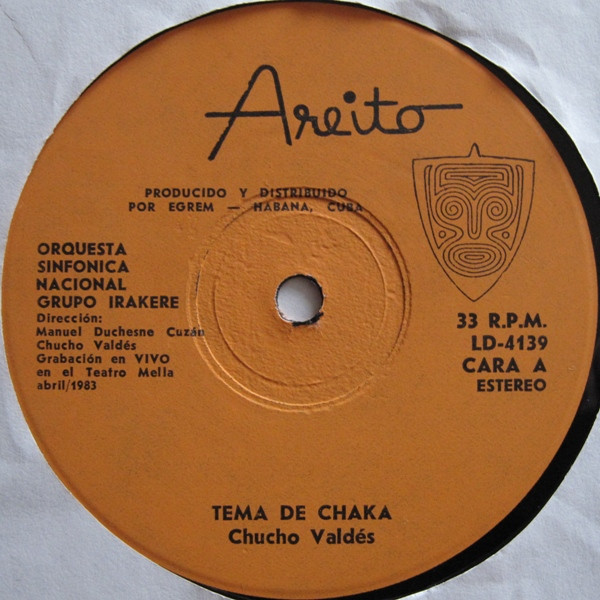 Areito
PRODUCIDO Y DISTRIBUIDO
POR EGREM — HABANA, CUBA
ORQUESTA
SINFONICA
NACIONAL
GRUPO IRAKERE
Dirección:
Manuel Duchesne Cuzán
Chucho Valdés
Grabación en VIVO
en el Teatro Mella
abril/1983
33 R.P.M.
LD-4139
CARA A
ESTEREO
TEMA DE CHAKA
Chucho Valdés